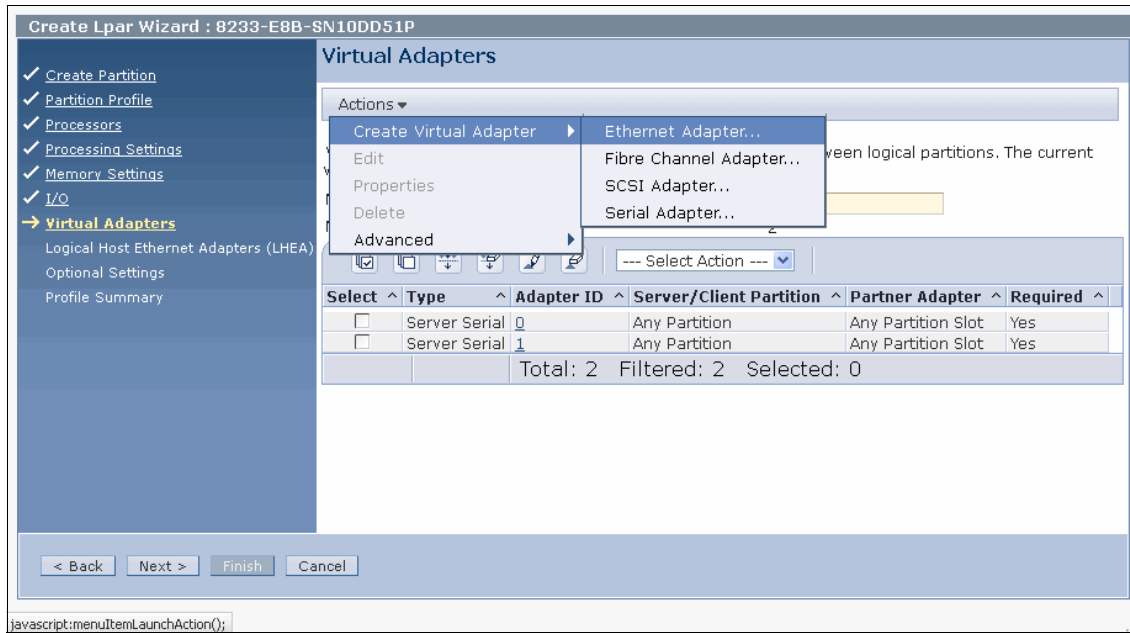 Create Lpar Wizard : 8233-E8B-SN10DD51P
Create Partition
Partition Profile
Processors
Processing Settings
Memory Settings
I/O
Virtual Adapters
Logical Host Ethernet Adapters (LHEA)
Optional Settings
Profile Summary
Virtual Adapters
Actions
Create Virtual Adapter
Edit
Properties
Delete
Advanced
Ethernet Adapter...
Fibre Channel Adapter...
SCSI Adapter...
Serial Adapter...
logical partitions. The current
--- Select Action ---
Select Type Adapter ID Server/Client Partition Partner Adapter Required
Server Serial 0 Any Partition Any Partition Slot Yes
Server Serial 1 Any Partition Any Partition Slot Yes
Total: 2 Filtered: 2 Selected: 0
< Back Next > Finish Cancel
javascript:menuItemLaunchAction();